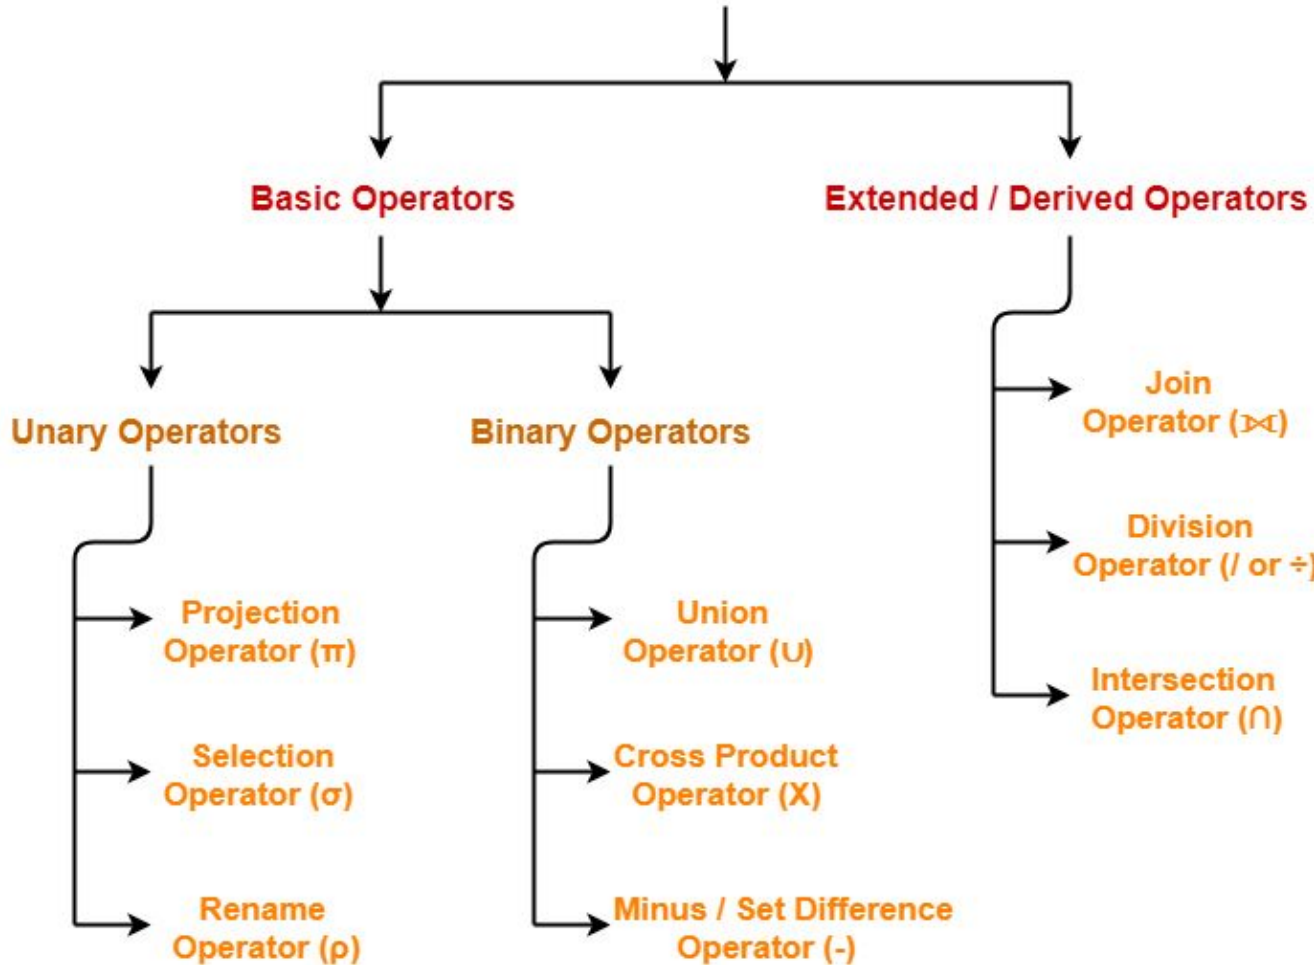 Basic Operators
Extended / Derived Operators
Unary Operators
Binary Operators
Join
Operator (⟗)
Division
Operator (/ or ÷)
Intersection
Operator (∩)
Projection
Operator (π)
Selection
Operator (σ)
Rename
Operator (ρ)
Union
Operator (∪)
Cross Product
Operator (X)
Minus / Set Difference
Operator (-)